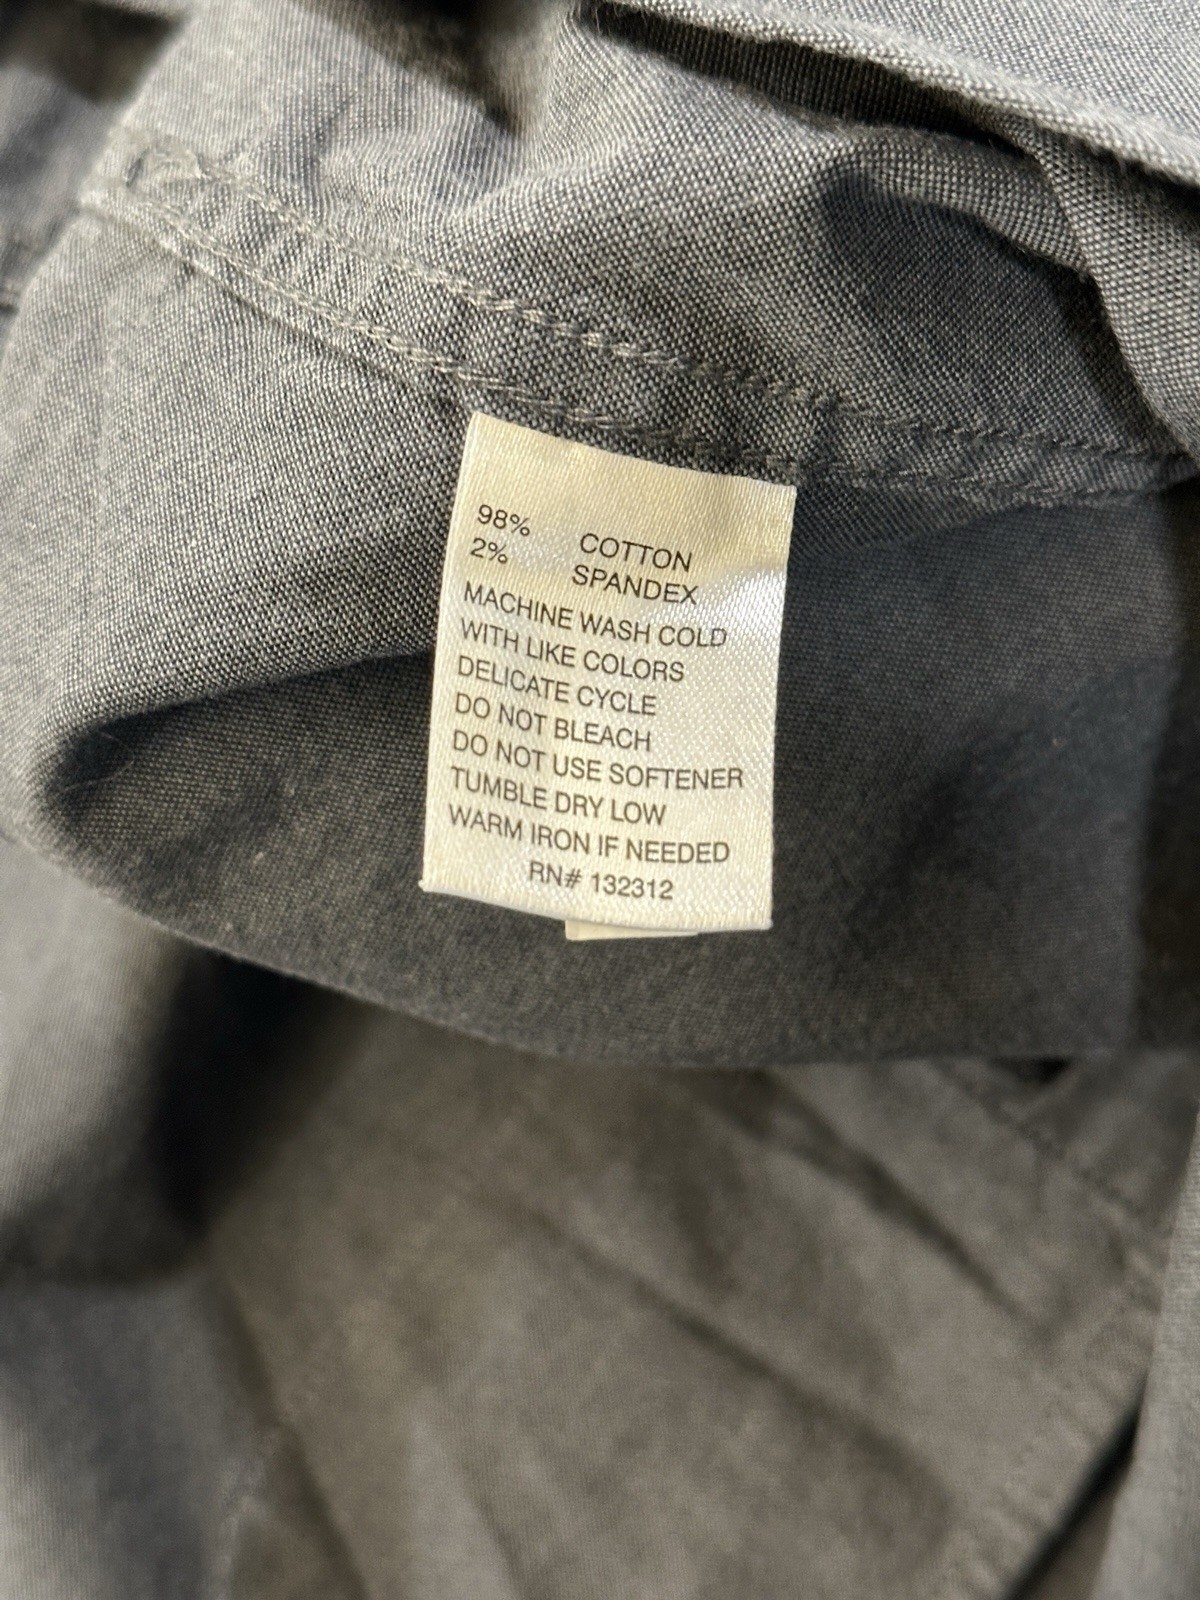 98% COTTON
2% SPANDEX
MACHINE WASH COLD
WITH LIKE COLORS
DELICATE CYCLE
DO NOT BLEACH
DO NOT USE SOFTENER
TUMBLE DRY LOW
WARM IRON IF NEEDED
RN# 132312